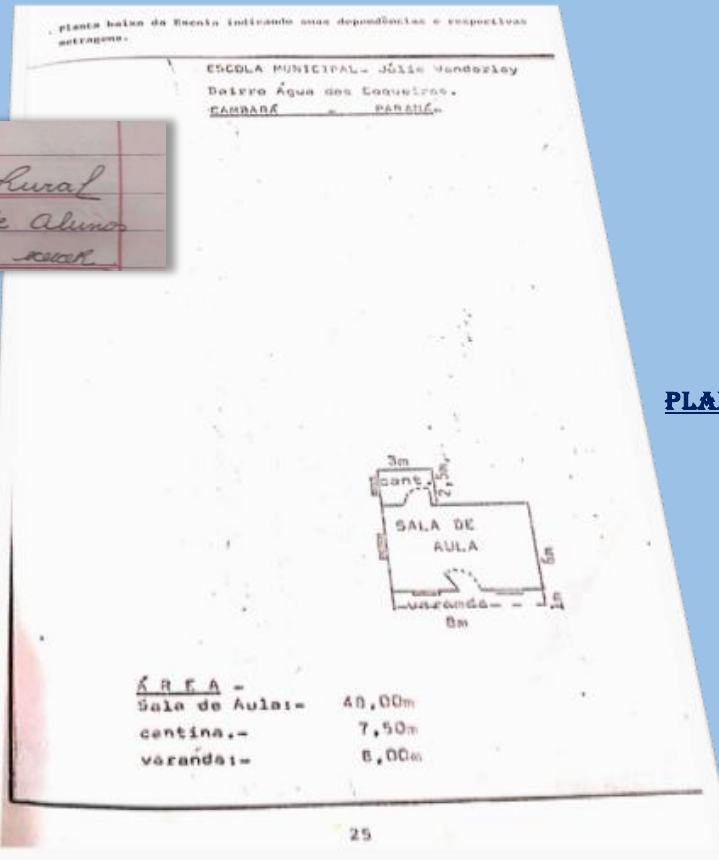 . planta baixa da Escola indicando suas dependências e respectivas
metragens.
ESCOLA MUNICIPAL- Júlio Wanderley
Bairro Água dos Coqueiros.
CAMBARÁ - PARANÁ-
Rural
de alunos
3m
cant.
2,5m.
SALA DE
AULA
6m
varanda
1m
8m
ÁREA -
Sala de Aula:- 48,00m
cantina.- 7,50m
varanda:- 8,00m
25
PLA